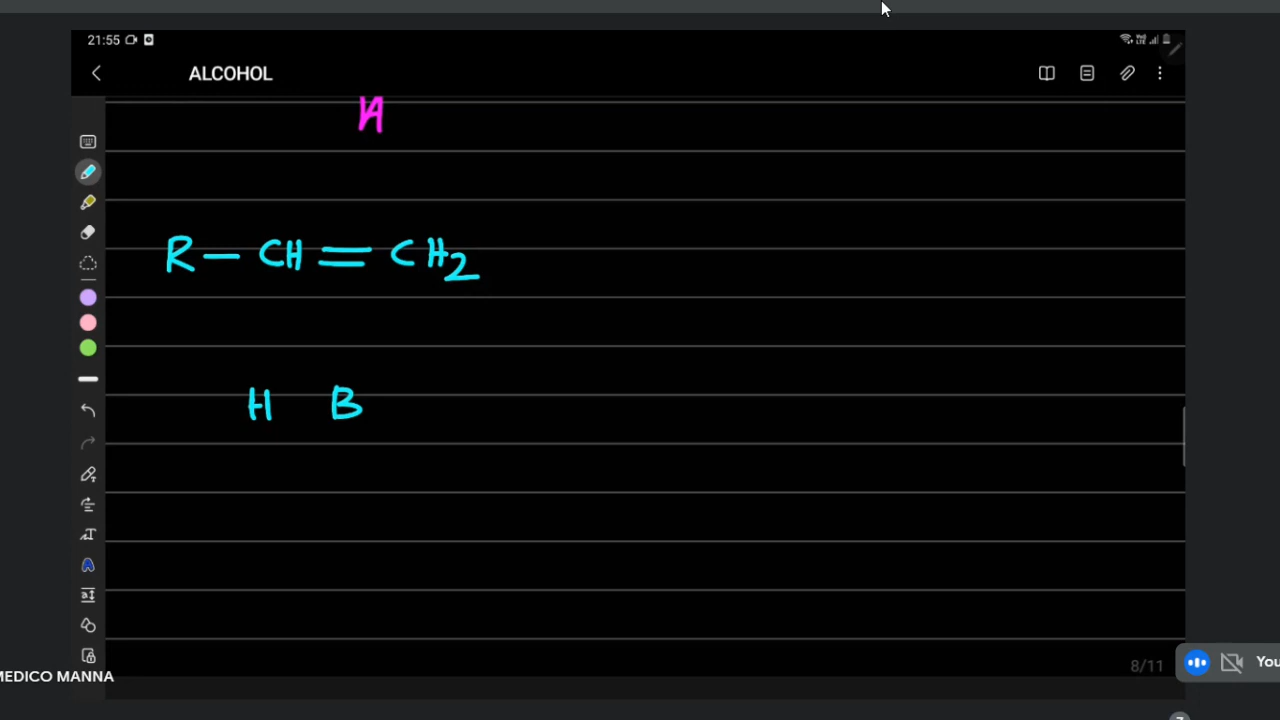 21:55
ALCOHOL
H
R — CH = CH2
H B
8/11
MEDICO MANNA
You